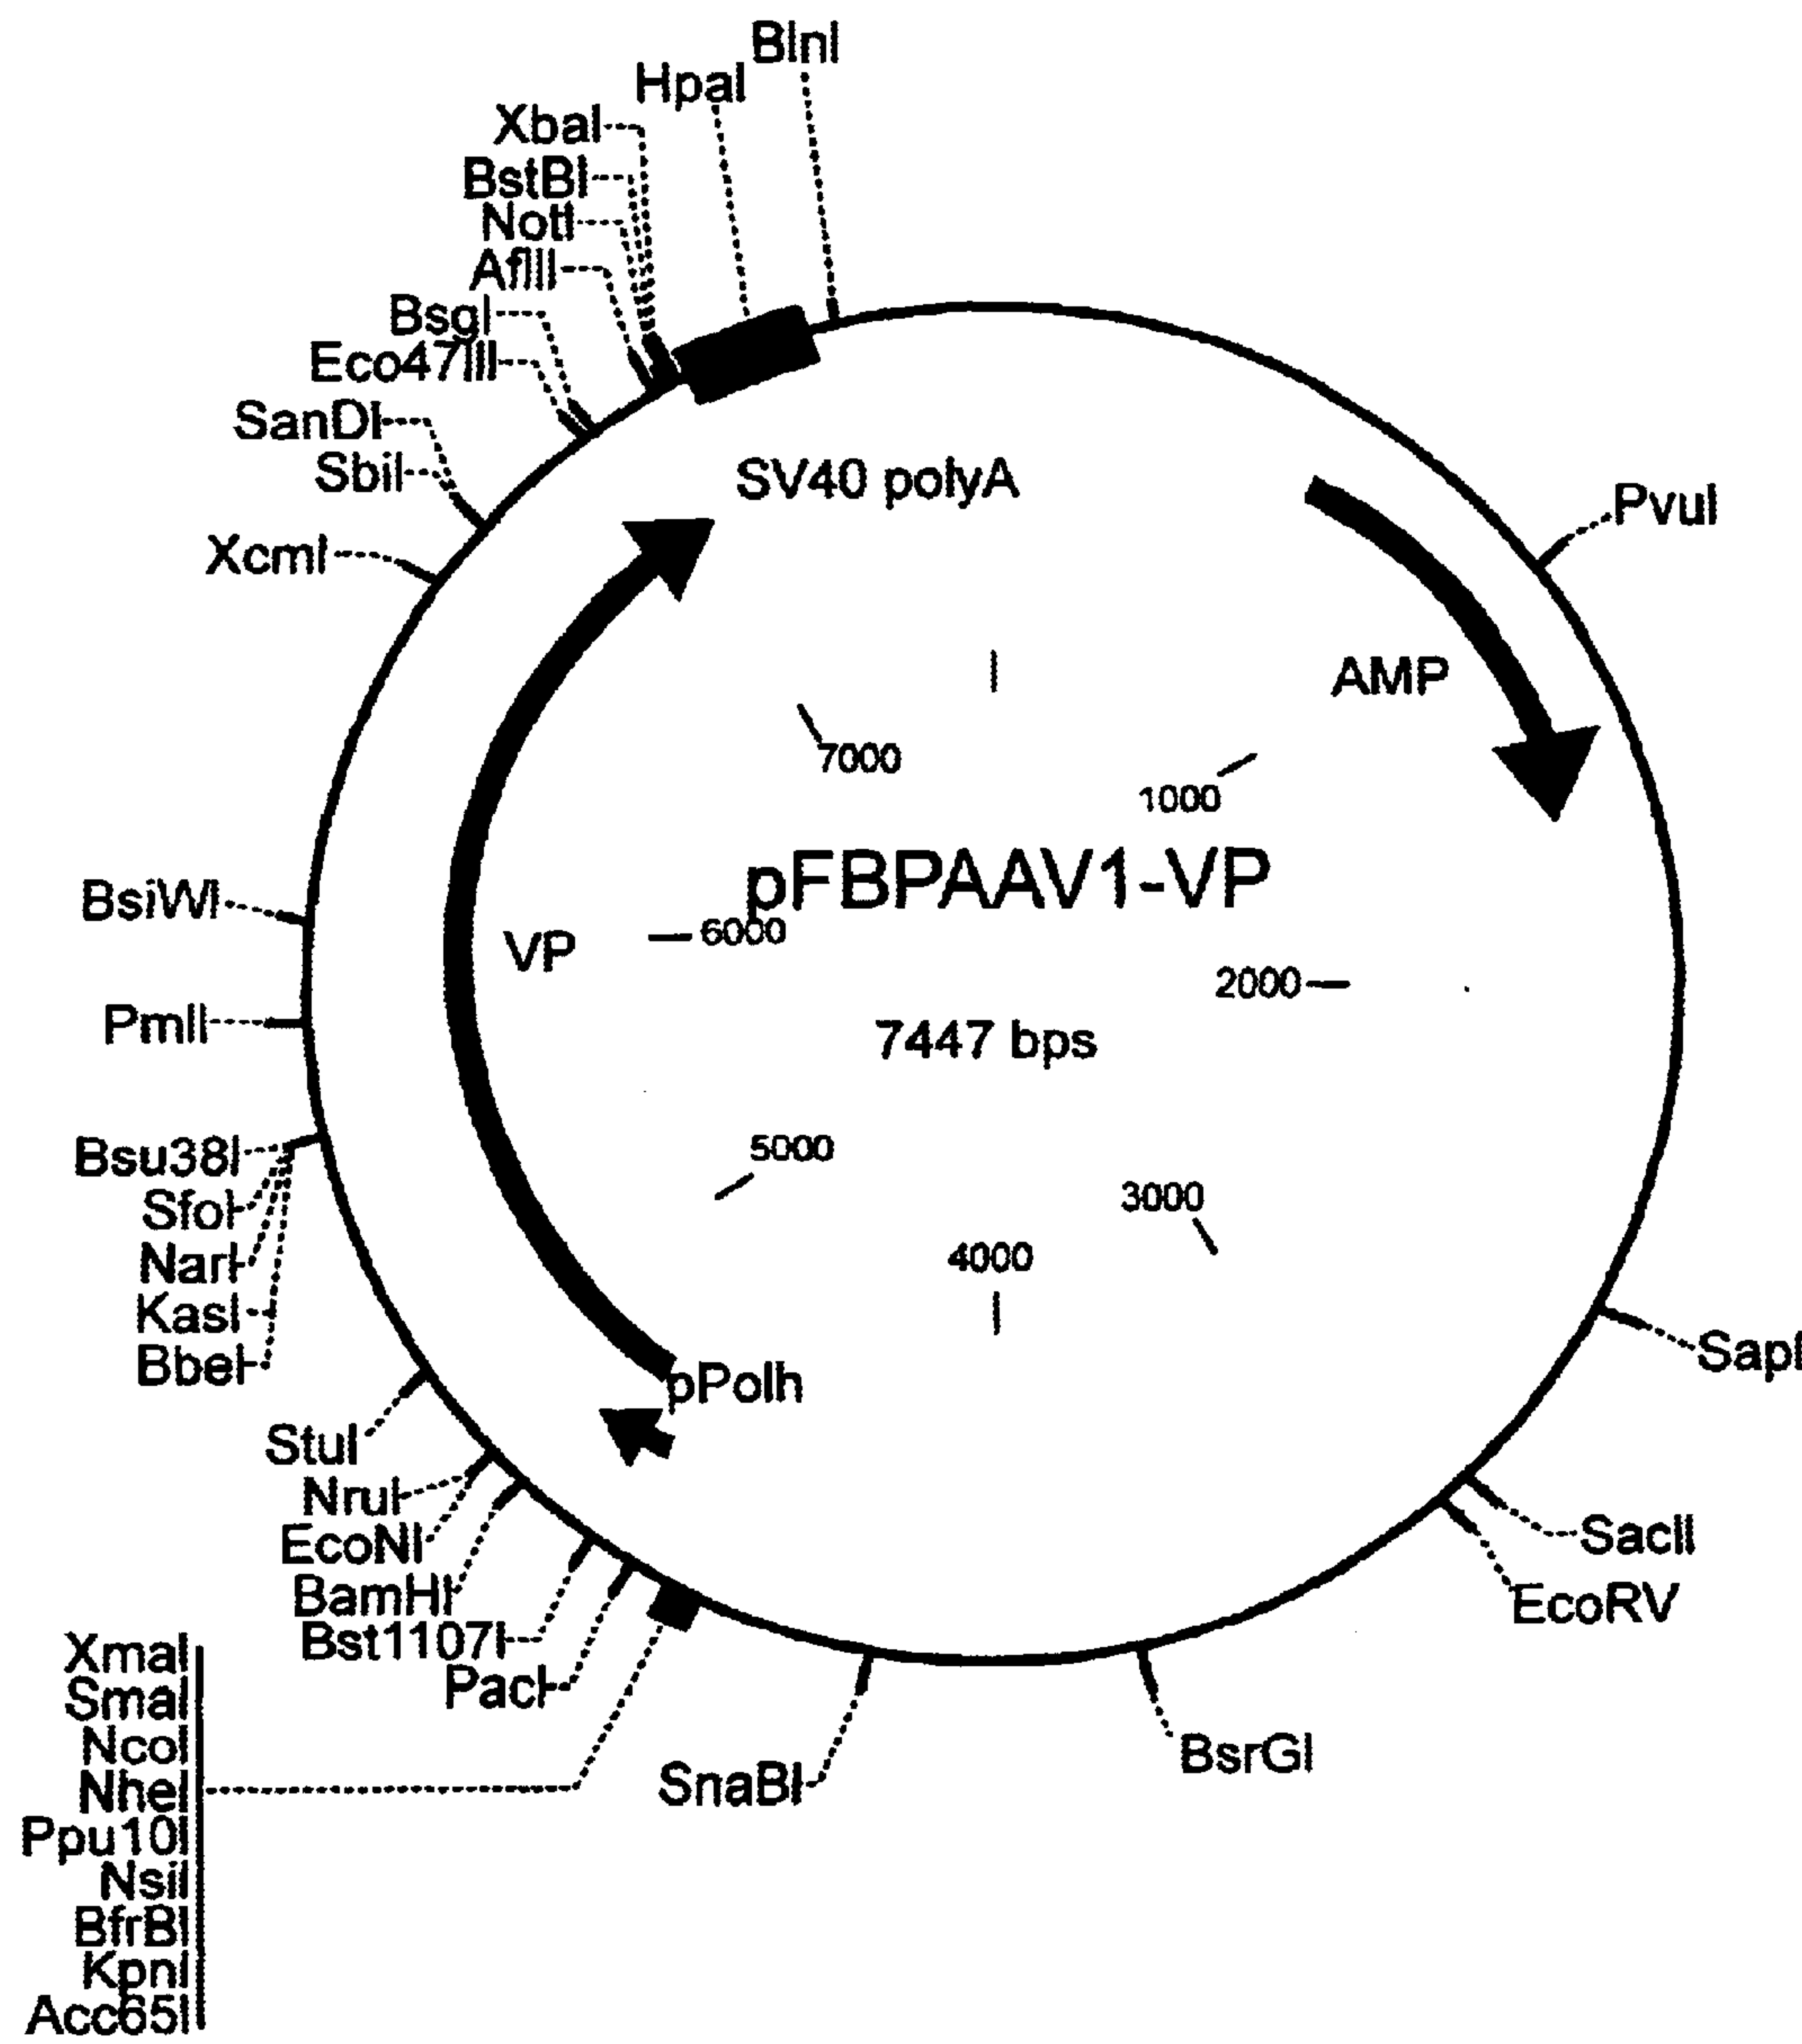 BlnI
HpaI
XbaI
BstBI
NotI
AflII
BsgI
Eco47III
SanDI
SbfI
XcmI
SV40 polyA
PvuI
AMP
7000
1000
pFBPAAV1-VP
BsiWI
VP
6000
2000
PmlI
7447 bps
Bsu38I
5000
SfoI
3000
NarI
4000
KasI
BbeI
SapI
pPolh
StuI
NruI
SacII
EcoNI
BamHI
EcoRV
Bst1107I
PacI
XmaI
SmaI
NcoI
NheI
Ppu10I
NsiI
BfrBI
KpnI
Acc65I
SnaBI
BsrGI